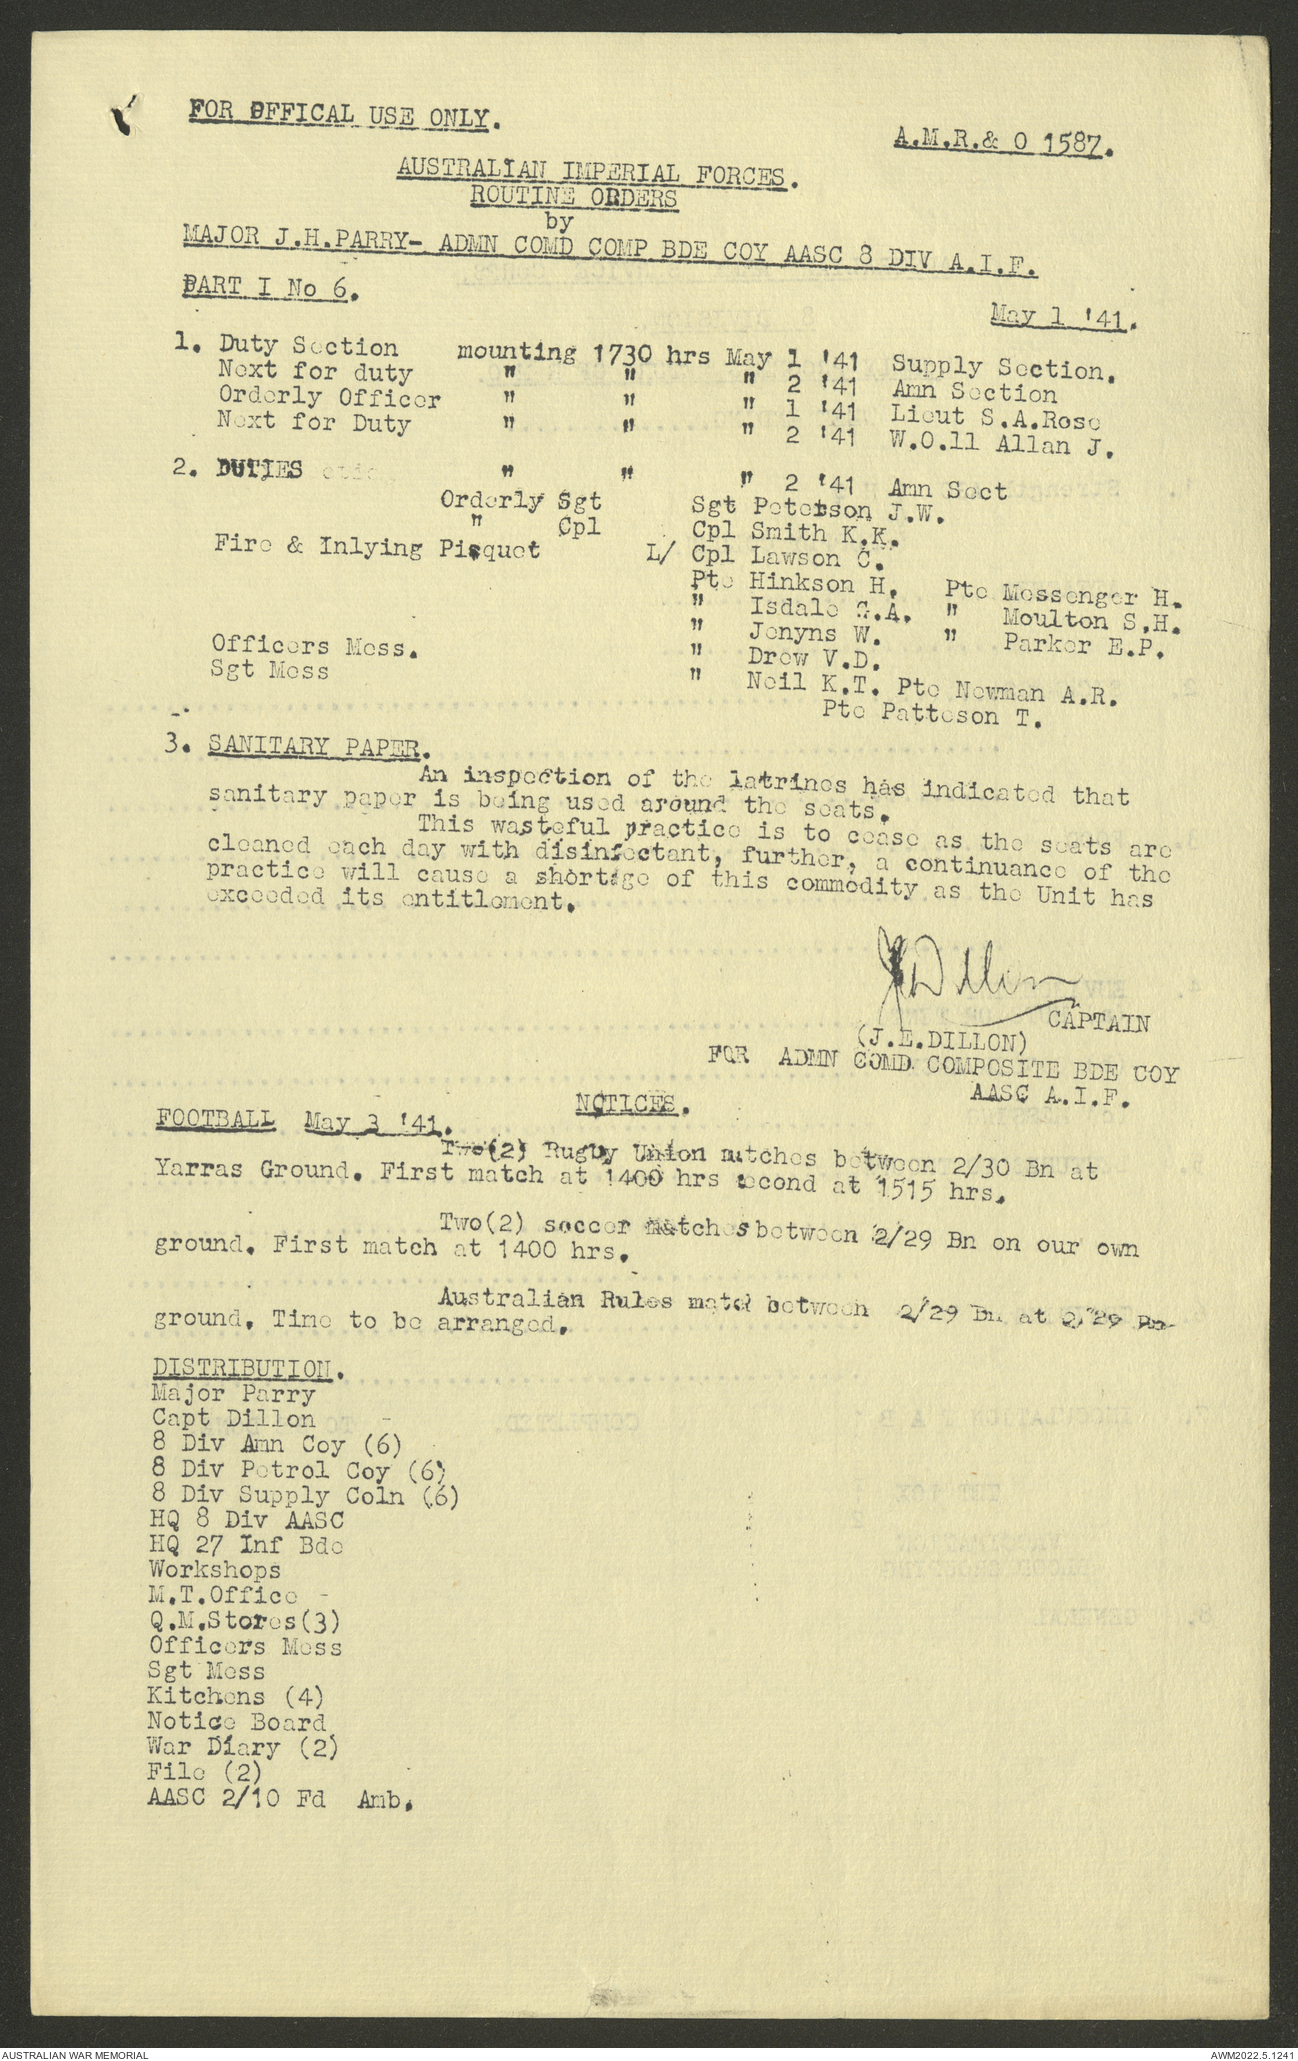 FOR OFFICAL USE ONLY.
A.M.R.& O 1587.
AUSTRALIAN IMPERIAL FORCES.
ROUTINE ORDERS
by
MAJOR J.H.PARRY- ADMN COMD COMP BDE COY AASC 8 DIV A.I.F.
PART I No 6.
May 1 '41.
1. Duty Section mounting 1730 hrs May 1 '41 Supply Section.
Next for duty " " " 2 '41 Amn Section
Orderly Officer " " " 1 '41 Lieut S.A.Rose
Next for Duty " " " 2 '41 W.O.ll Allan J.
2. DUTIES " " " 2 '41 Amn Sect
Orderly Sgt Sgt Peterson J.W.
" Cpl Cpl Smith K.K.
Fire & Inlying Picquet L/ Cpl Lawson C.
Pte Hinkson H. Pte Messenger H.
" Isdale G.A. " Moulton S.H.
" Jenyns W. " Parker E.P.
Officers Mess. " Drew V.D.
Sgt Mess " Neil K.T. Pte Newman A.R.
Pte Patteson T.
3. SANITARY PAPER.
An inspection of the latrines has indicated that
sanitary paper is being used around the seats.
This wasteful practice is to cease as the seats are
cleaned each day with disinfectant, further, a continuance of the
practice will cause a shortage of this commodity as the Unit has
exceeded its entitlement.
JEDillon
CAPTAIN
(J.E.DILLON)
FOR ADMN COMD COMPOSITE BDE COY
AASC A.I.F.
NOTICES.
FOOTBALL May 3 '41.
Two(2) Rugby Union matches between 2/30 Bn at
Yarras Ground. First match at 1400 hrs second at 1515 hrs.
Two(2) soccer matches between 2/29 Bn on our own
ground. First match at 1400 hrs.
Australian Rules match between 2/29 Bn at 2/29 Bn
ground. Time to be arranged.
DISTRIBUTION.
Major Parry
Capt Dillon -
8 Div Amn Coy (6)
8 Div Petrol Coy (6)
8 Div Supply Coln (6)
HQ 8 Div AASC
HQ 27 Inf Bde
Workshops
M.T.Office -
Q.M.Stores(3)
Officers Mess
Sgt Mess
Kitchens (4)
Notice Board
War Diary (2)
File (2)
AASC 2/10 Fd Amb.
AUSTRALIAN WAR MEMORIAL
AWM2022.5.1241